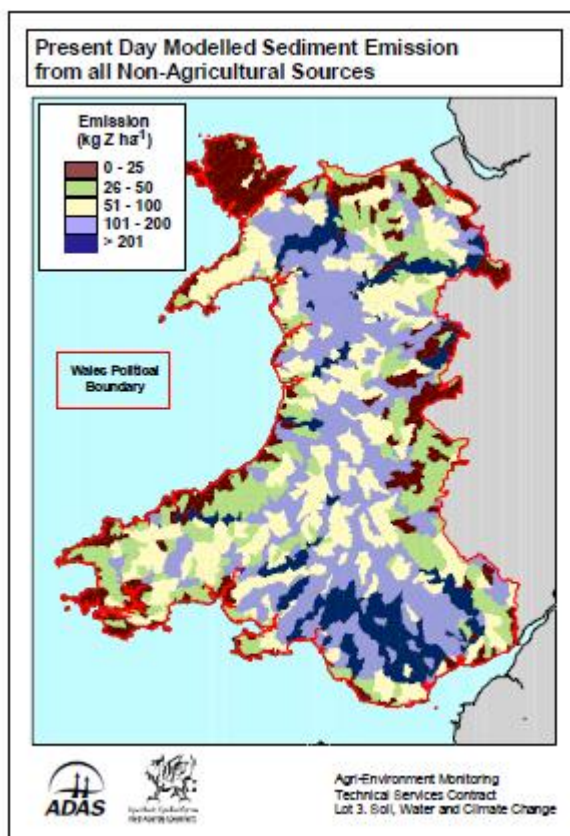 Present Day Modelled Sediment Emission
from all Non-Agricultural Sources
Emission
(kg Z ha⁻¹)
0 - 25
26 - 50
51 - 100
101 - 200
> 201
Wales Political
Boundary
ADAS
Agri-Environment Monitoring
Technical Services Contract
Lot 3. Soil, Water and Climate Change